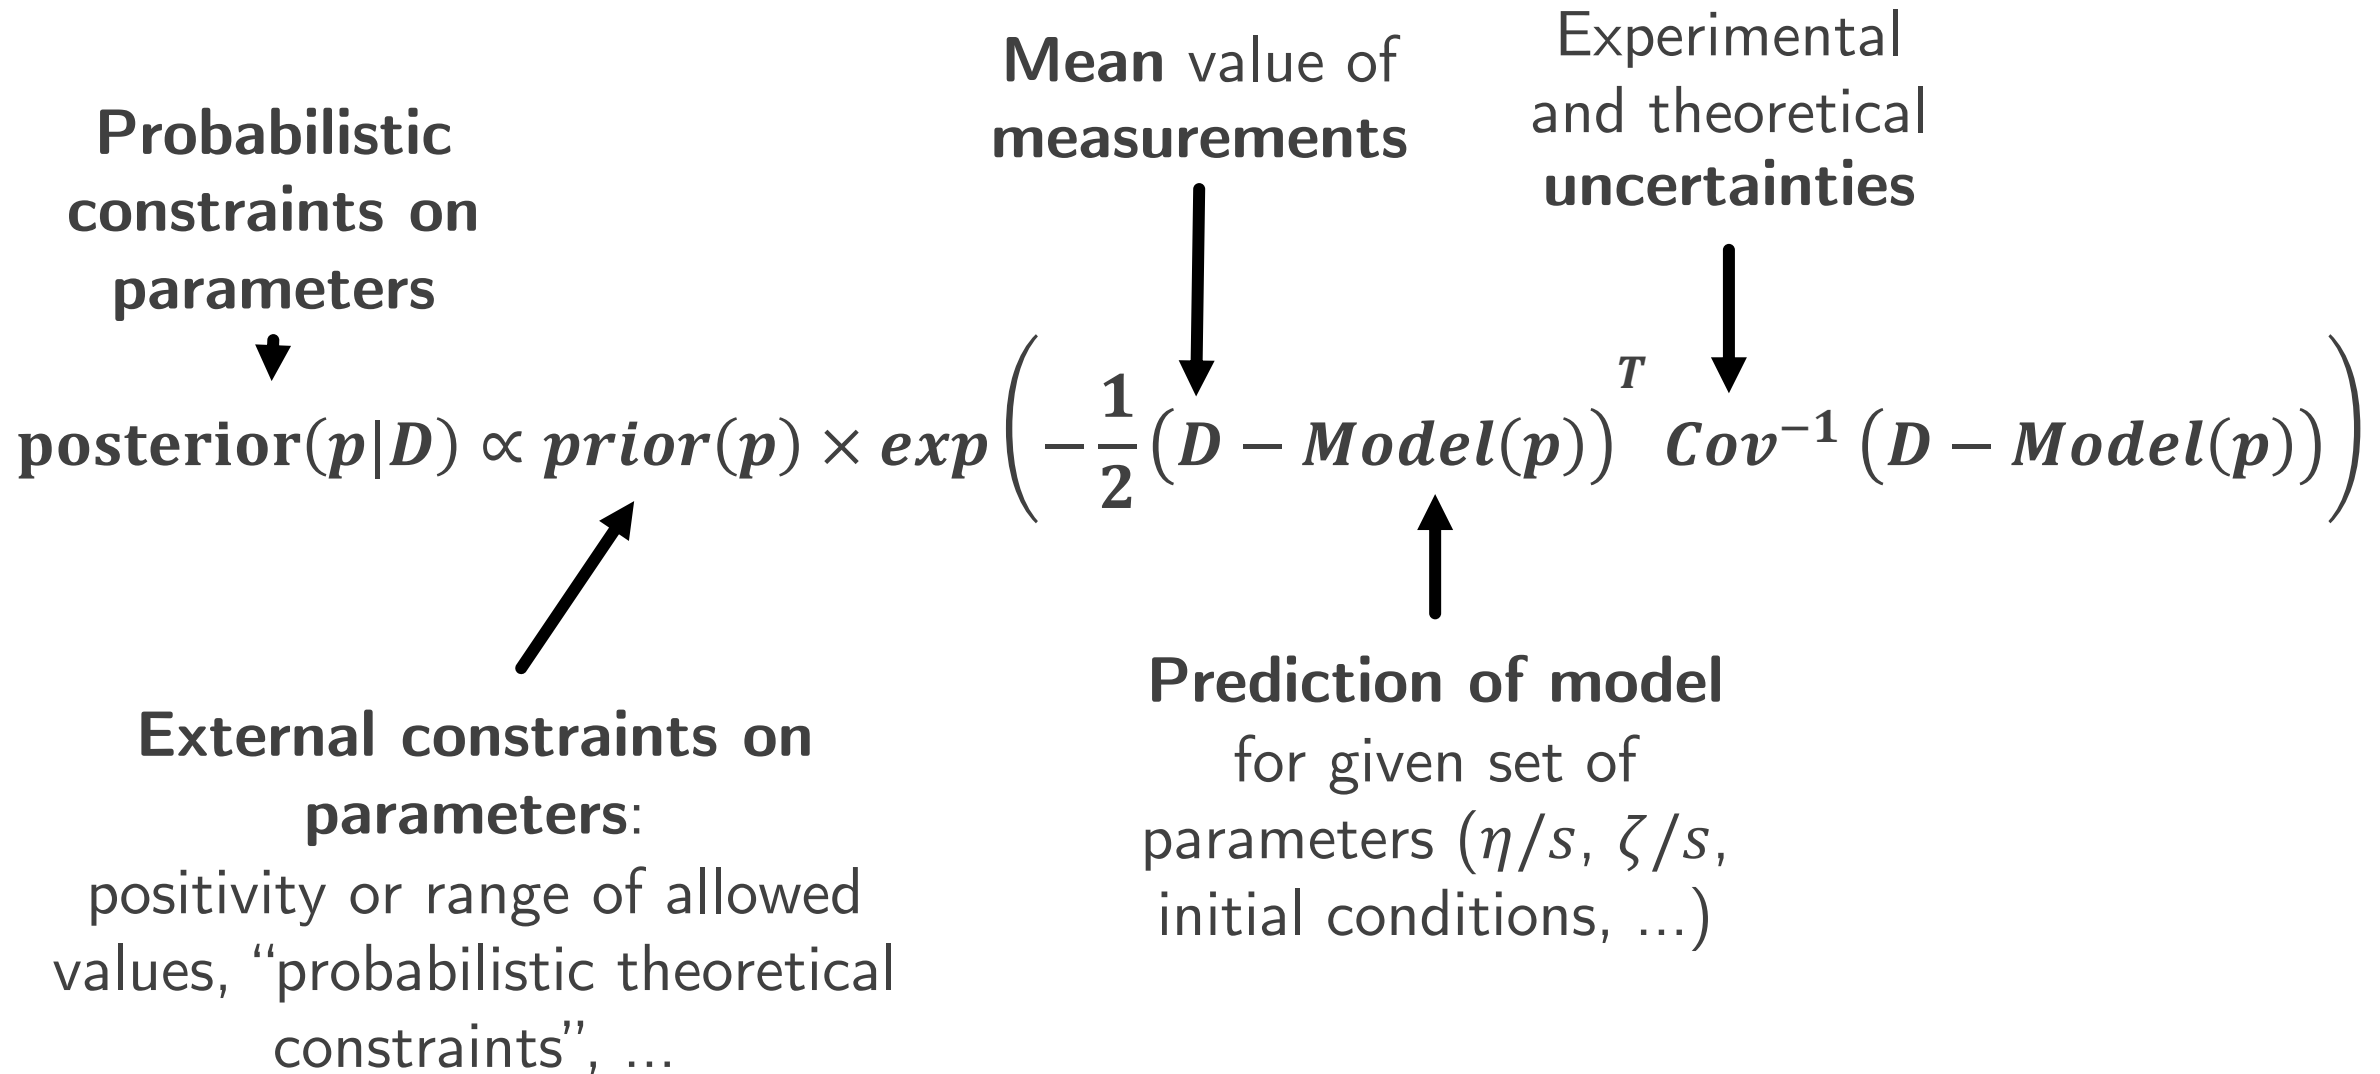 Probabilistic
constraints on
parameters
Mean value of
measurements
Experimental
and theoretical
uncertainties
posterior(p|D) ∝ prior(p) × exp(−1/2 (D − Model(p))ᵀ Cov⁻¹ (D − Model(p)))
External constraints on
parameters:
positivity or range of allowed
values, “probabilistic theoretical
constraints”, ...
Prediction of model
for given set of
parameters (η/s, ζ/s,
initial conditions, ...)